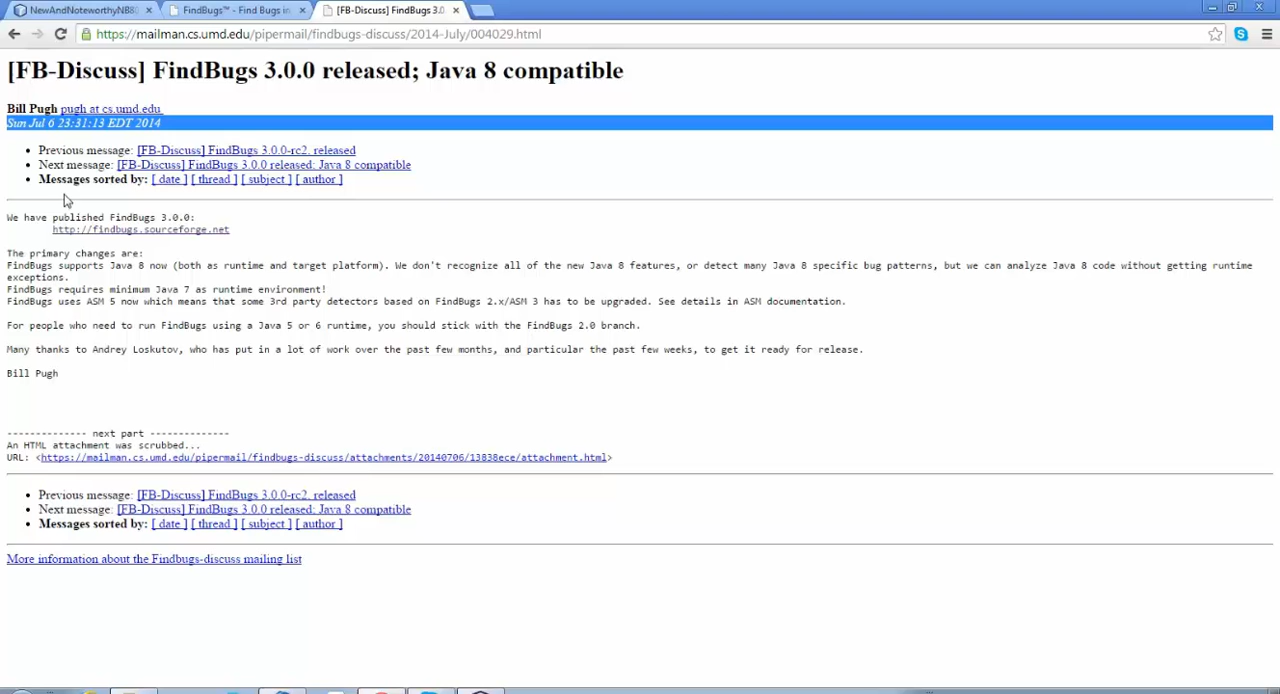 NewAndNoteworthyNB80
FindBugs™ - Find Bugs in
[FB-Discuss] FindBugs 3.0
https://mailman.cs.umd.edu/pipermail/findbugs-discuss/2014-July/004029.html
[FB-Discuss] FindBugs 3.0.0 released; Java 8 compatible
Bill Pugh pugh at cs.umd.edu
Sun Jul 6 23:31:13 EDT 2014
Previous message: [FB-Discuss] FindBugs 3.0.0-rc2, released
Next message: [FB-Discuss] FindBugs 3.0.0 released; Java 8 compatible
Messages sorted by: [ date ] [ thread ] [ subject ] [ author ]
We have published FindBugs 3.0.0:
http://findbugs.sourceforge.net
The primary changes are:
FindBugs supports Java 8 now (both as runtime and target platform). We don't recognize all of the new Java 8 features, or detect many Java 8 specific bug patterns, but we can analyze Java 8 code without getting runtime
exceptions.
FindBugs requires minimum Java 7 as runtime environment!
FindBugs uses ASM 5 now which means that some 3rd party detectors based on FindBugs 2.x/ASM 3 has to be upgraded. See details in ASM documentation.
For people who need to run FindBugs using a Java 5 or 6 runtime, you should stick with the FindBugs 2.0 branch.
Many thanks to Andrey Loskutov, who has put in a lot of work over the past few months, and particular the past few weeks, to get it ready for release.
Bill Pugh
------------- next part --------------
An HTML attachment was scrubbed...
URL: <https://mailman.cs.umd.edu/pipermail/findbugs-discuss/attachments/20140706/13838ece/attachment.html>
Previous message: [FB-Discuss] FindBugs 3.0.0-rc2, released
Next message: [FB-Discuss] FindBugs 3.0.0 released; Java 8 compatible
Messages sorted by: [ date ] [ thread ] [ subject ] [ author ]
More information about the Findbugs-discuss mailing list